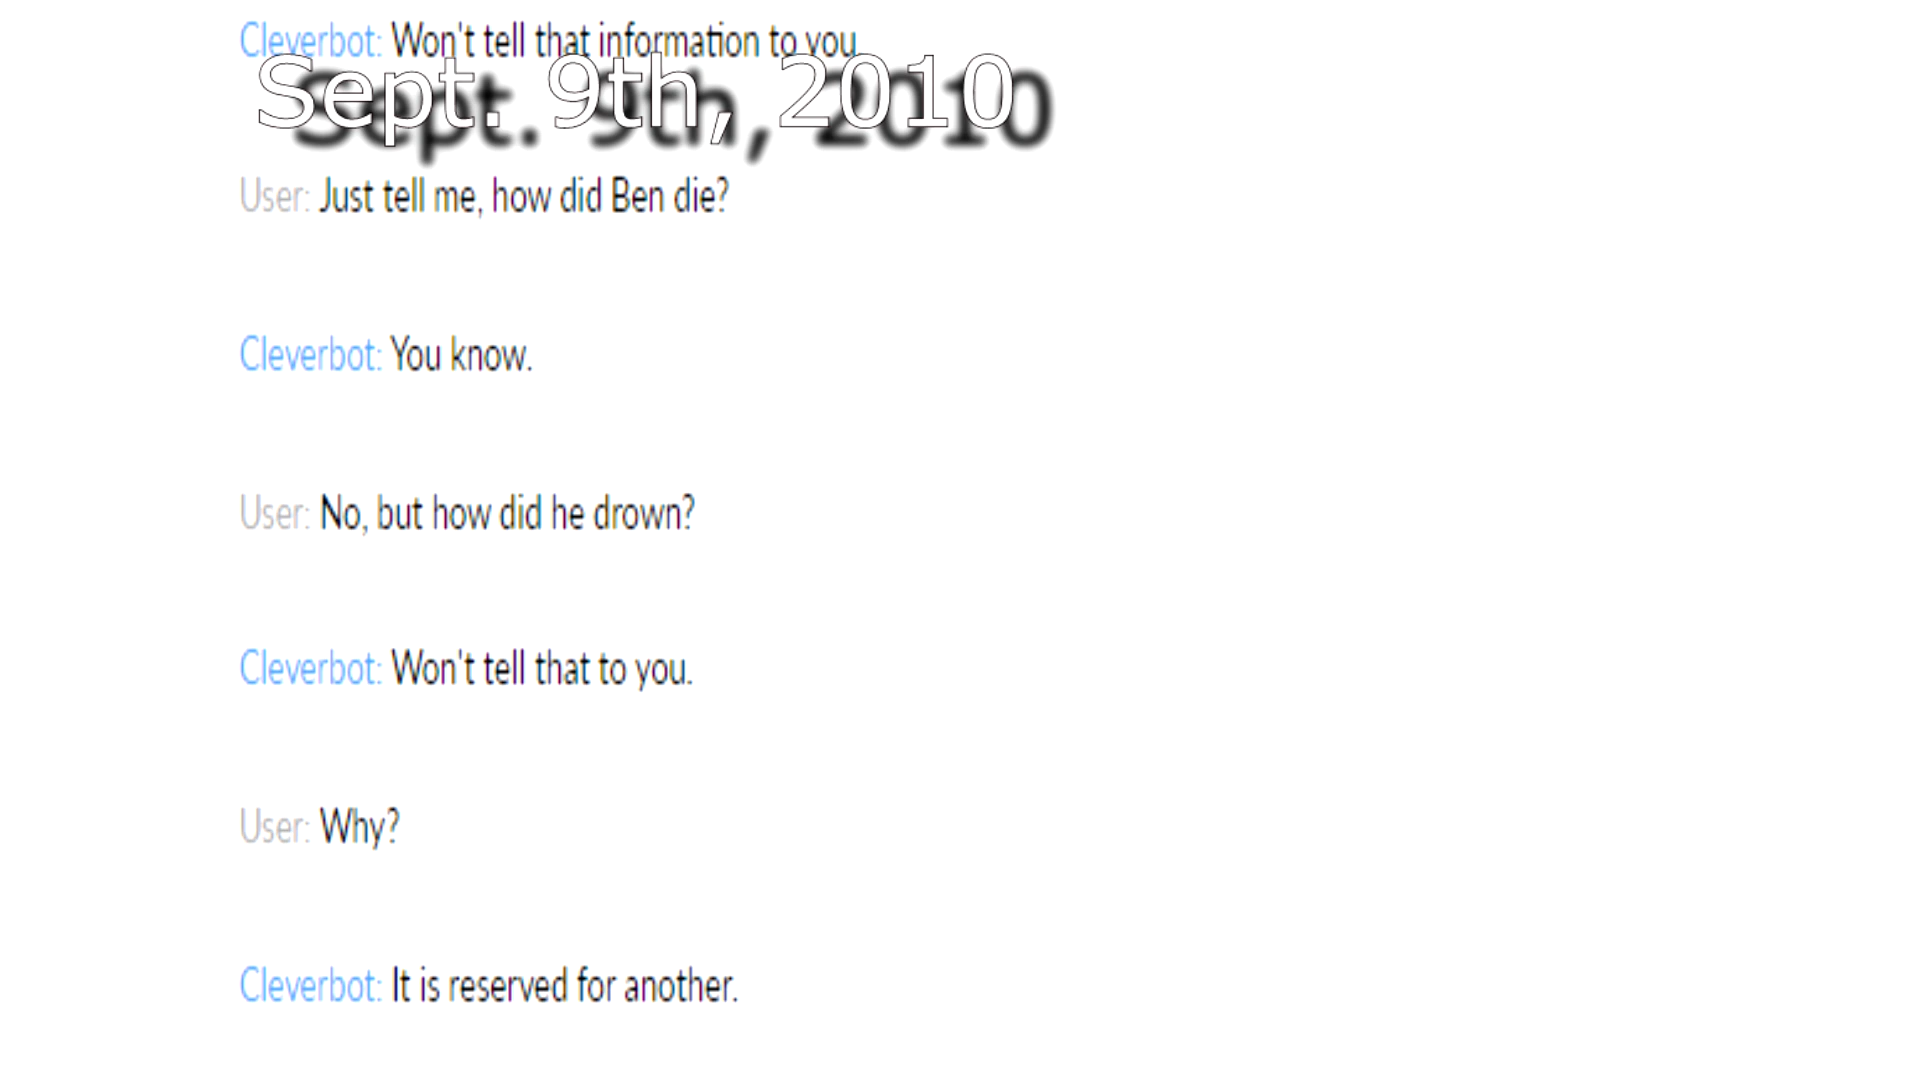 Cleverbot: Won't tell that information to you.
Sept. 9th, 2010
User: Just tell me, how did Ben die?
Cleverbot: You know.
User: No, but how did he drown?
Cleverbot: Won't tell that to you.
User: Why?
Cleverbot: It is reserved for another.